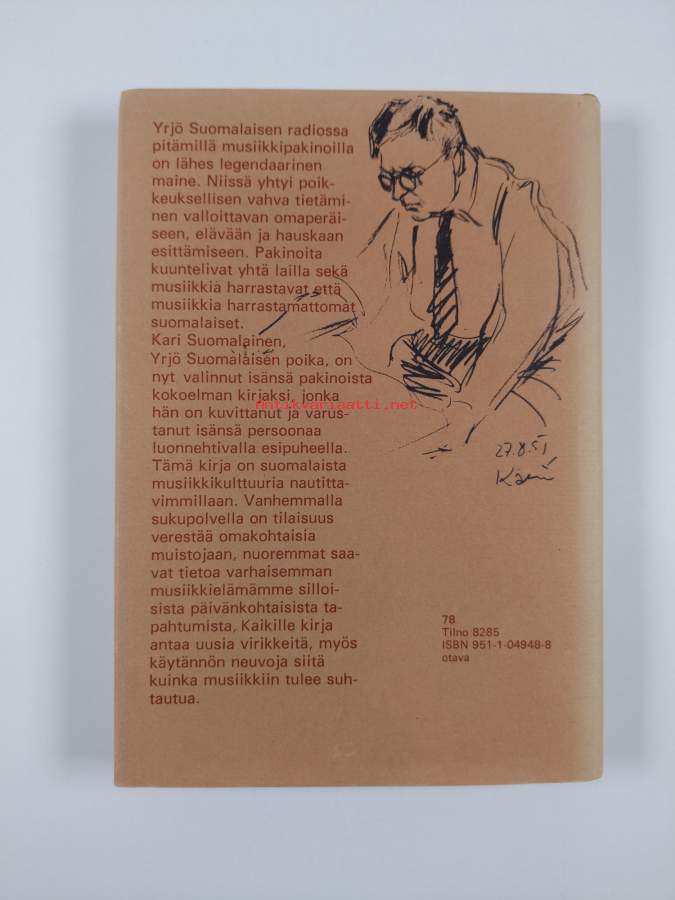 Yrjö Suomalaisen radiossa
pitämillä musiikkipakinoilla
on lähes legendaarinen
maine. Niissä yhtyi poik-
keuksellisen vahva tietämi-
nen valloittavan omaperäi-
seen, elävään ja hauskaan
esittämiseen. Pakinoita
kuuntelivat yhtä lailla sekä
musiikkia harrastavat että
musiikkia harrastamattomat
suomalaiset.
Kari Suomalainen,
Yrjö Suomalaisen poika, on
nyt valinnut isänsä pakinoista
kokoelman kirjaksi, jonka
hän on kuvittanut ja varus-
tanut isänsä persoonaa
luonnehtivalla esipuheella.
Tämä kirja on suomalaista
musiikkikulttuuria nautitta-
vimmillaan. Vanhemmalla
sukupolvella on tilaisuus
verestää omakohtaisia
muistojaan, nuoremmat saa-
vat tietoa varhaisemman
musiikkielämämme silloi-
sista päivänkohtaisista ta-
pahtumista, Kaikille kirja
antaa uusia virikkeitä, myös
käytännön neuvoja siitä
kuinka musiikkiin tulee suh-
tautua.
antikvariaatti.net
27.8.51
Kari
78
Tilno 8285
ISBN 951-1-04948-8
otava